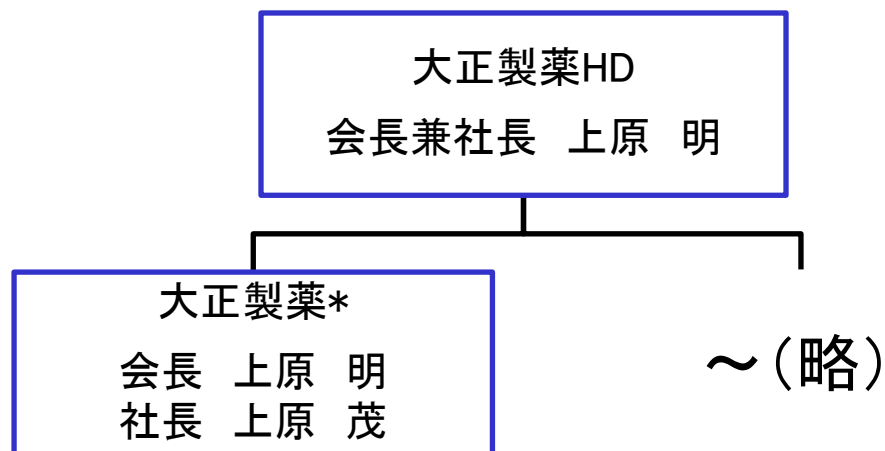 大正製薬HD
会長兼社長 上原 明
大正製薬*
会長 上原 明
社長 上原 茂
～(略)